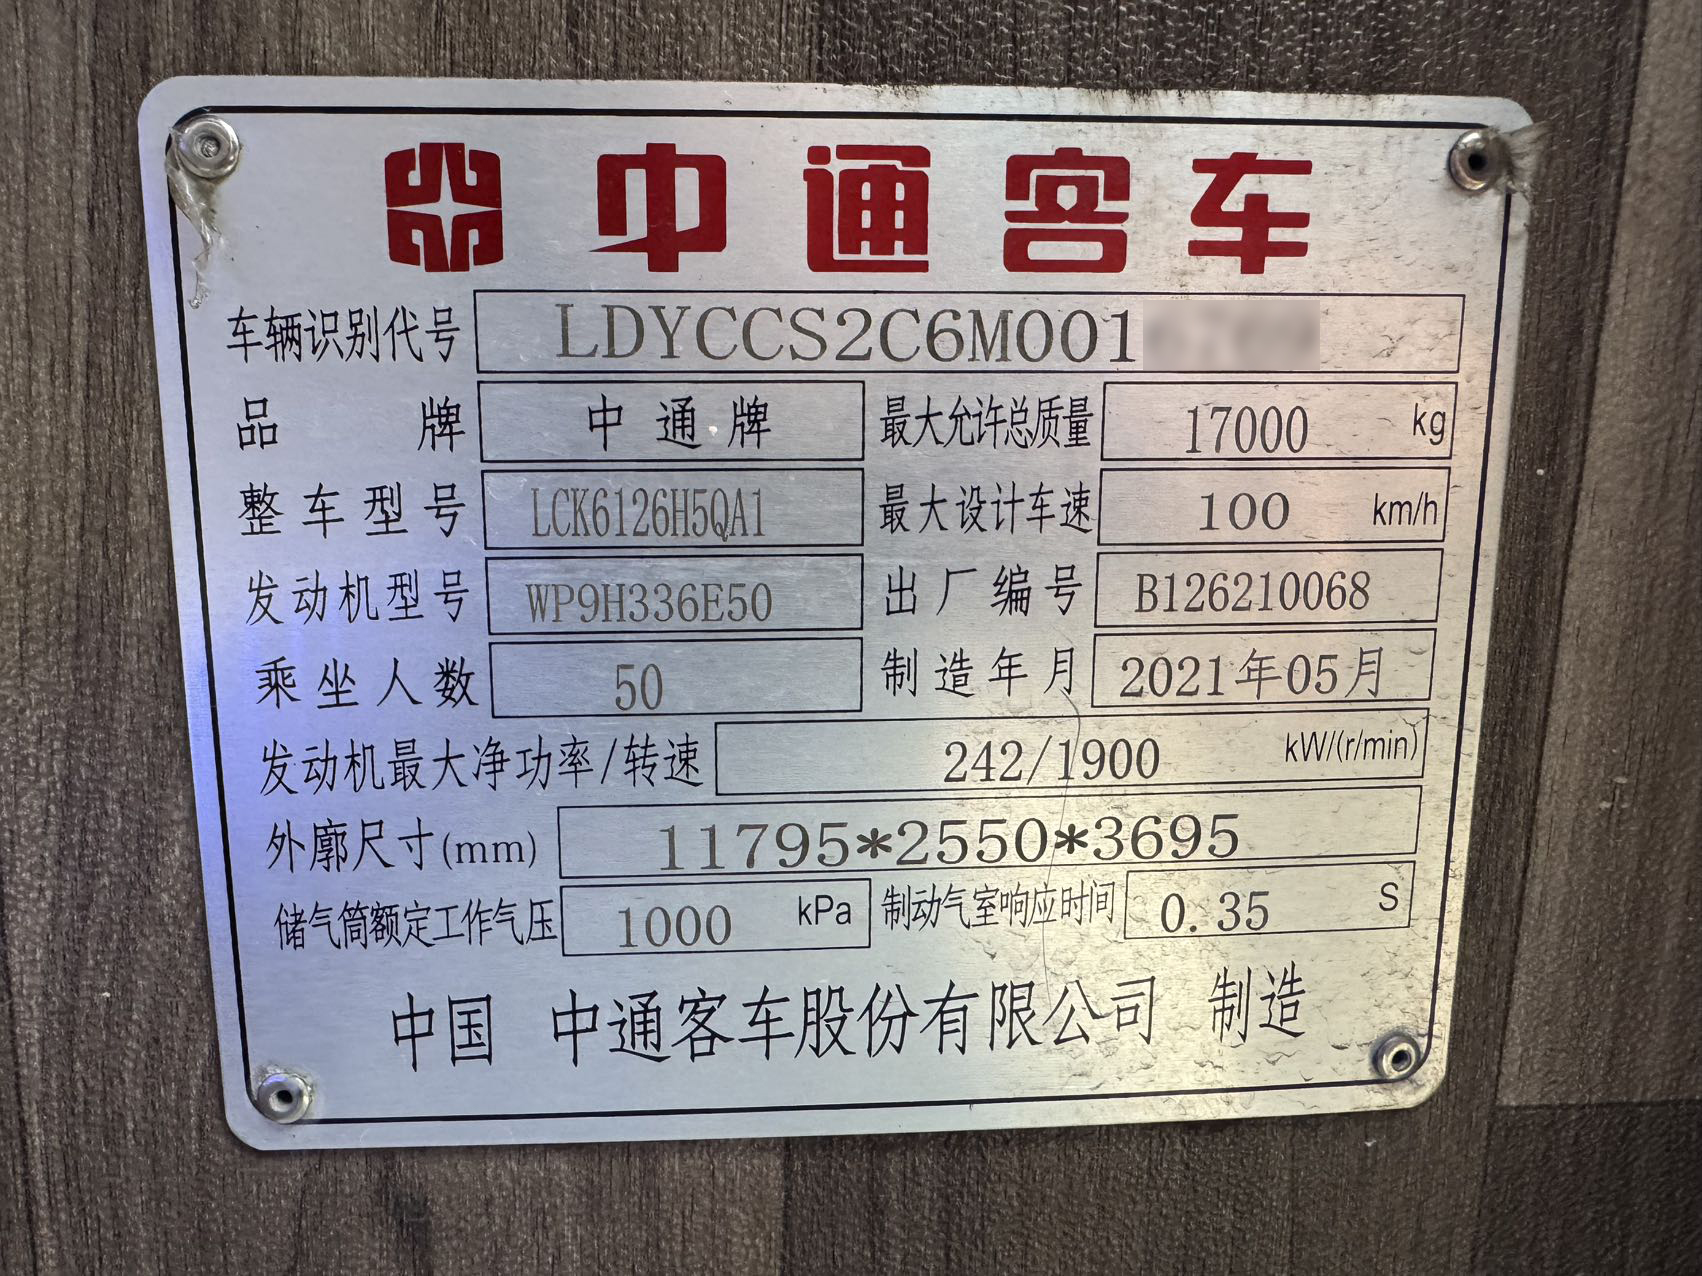 中通客车
车辆识别代号 LDYCCS2C6M001
品牌 中通牌 最大允许总质量 17000 kg
整车型号 LCK6126H5QA1 最大设计车速 100 km/h
发动机型号 WP9H336E50 出厂编号 B126210068
乘坐人数 50 制造年月 2021年05月
发动机最大净功率/转速 242/1900 kW/(r/min)
外廓尺寸(mm) 11795*2550*3695
储气筒额定工作气压 1000 kPa 制动气室响应时间 0.35 S
中国 中通客车股份有限公司 制造